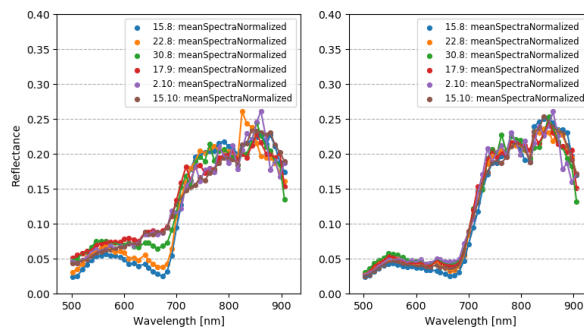 0.40
0.35
0.30
0.25
0.20
0.15
0.10
0.05
0.00
Reflectance
500 600 700 800 900
Wavelength [nm]
15.8: meanSpectraNormalized
22.8: meanSpectraNormalized
30.8: meanSpectraNormalized
17.9: meanSpectraNormalized
2.10: meanSpectraNormalized
15.10: meanSpectraNormalized
0.40
0.35
0.30
0.25
0.20
0.15
0.10
0.05
0.00
500 600 700 800 900
Wavelength [nm]
15.8: meanSpectraNormalized
22.8: meanSpectraNormalized
30.8: meanSpectraNormalized
17.9: meanSpectraNormalized
2.10: meanSpectraNormalized
15.10: meanSpectraNormalized